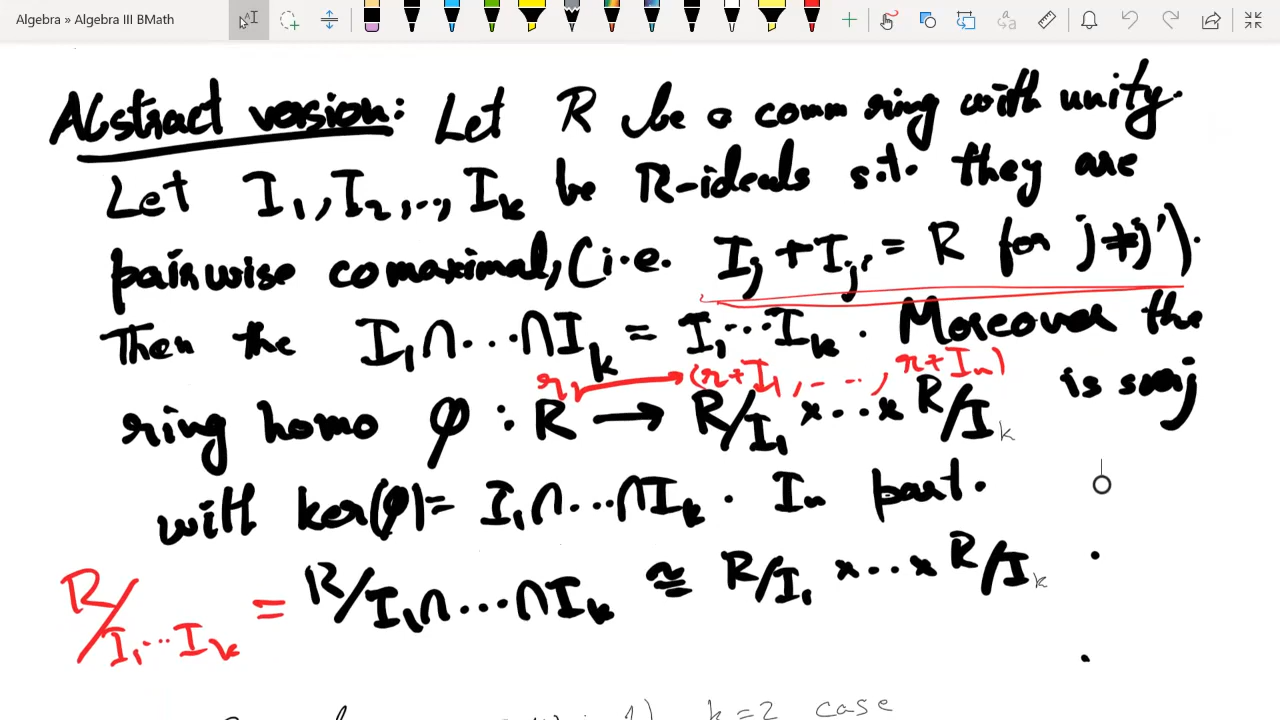 Algebra » Algebra III BMath
Abstract version: Let R be a comm ring with unity.
Let I₁, I₂, .., Iₖ be R-ideals s.t. they are
pairwise comaximal, (i.e. Iⱼ + Iⱼ' = R for j ≠ j').
Then the I₁ ∩ ... ∩ Iₖ = I₁ ... Iₖ. Moreover the
r ↦ (r + I₁, ..., r + Iₙ)
ring homo φ : R → R/I₁ × ... × R/Iₖ is surj
with ker(φ) = I₁ ∩ ... ∩ Iₖ. In part.
R/I₁...Iₖ = R/I₁ ∩ ... ∩ Iₖ ≅ R/I₁ × ... × R/Iₖ .
k=2 case